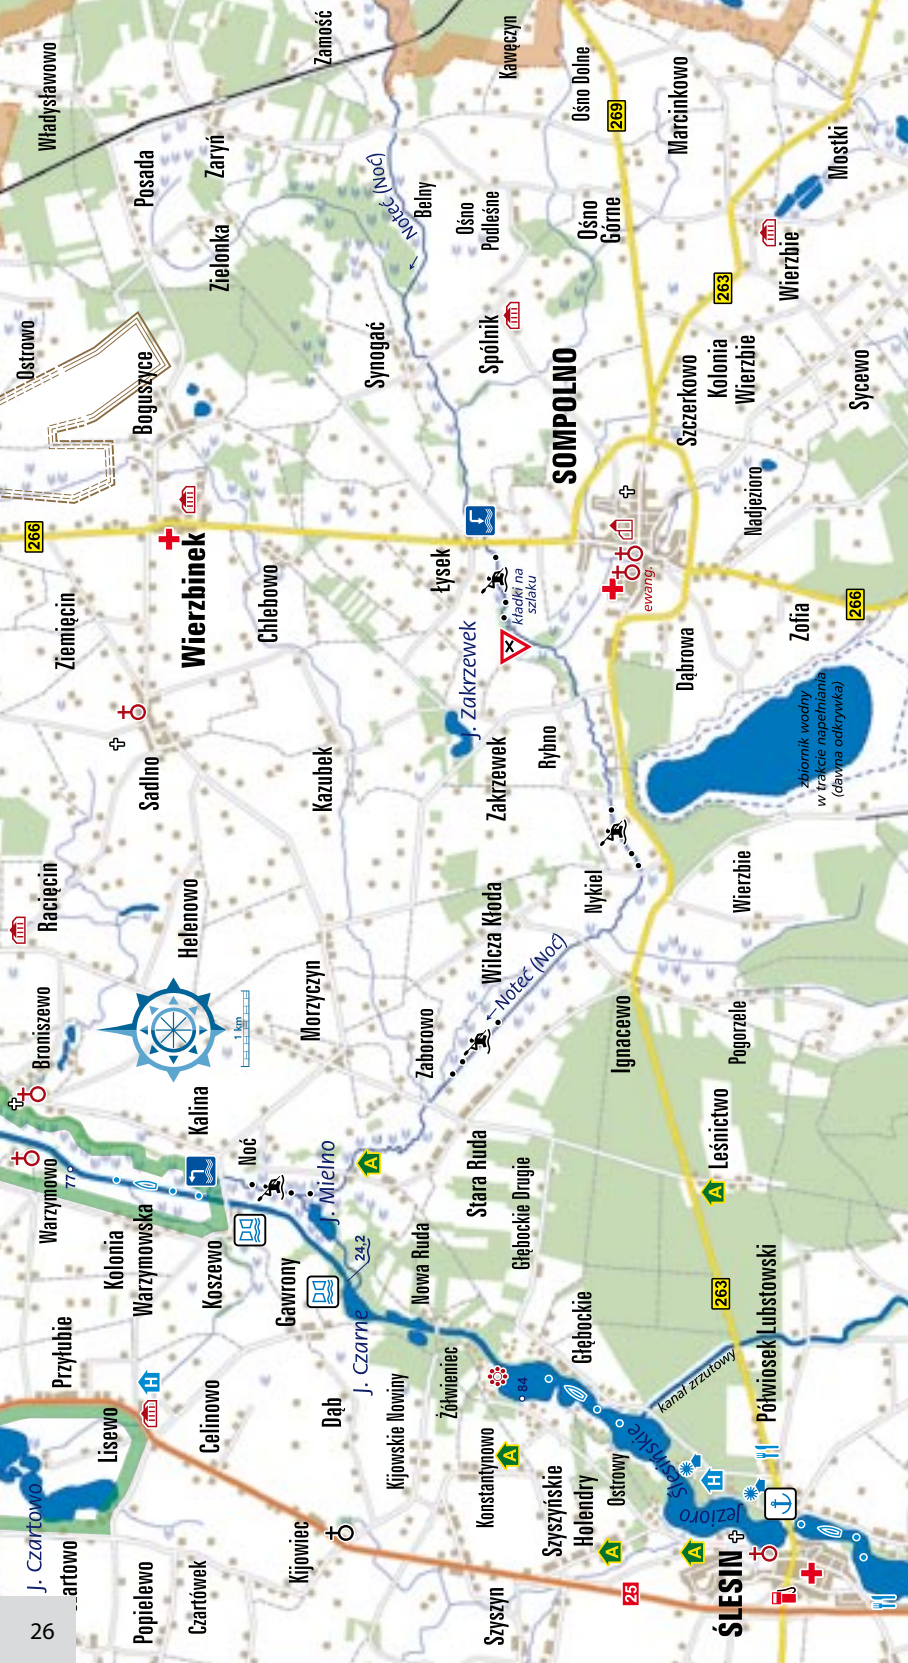 Władysławowo
Zamość
Kawęczyn
Ośno Dolne
269
Marcinkowo
Mostki
Posada
Zaryń
Noteć (Noć)
Belny
Ośno
Podleśne
Ośno
Górne
Zielonka
263
Wierzbie
Ostrowo
Boguszyce
Synogać
Spólnik
SOMPOLNO
Szczerkowo
Kolonia
Wierzbie
Sycewo
266
Wierzbinek
Ziemięcin
Chlebowo
Łysek
kładki na
szlaku
ewang.
Nadjezioro
Zofia
266
Dąbrowa
J. Zakrzewek
Zakrzewek
Rybno
zbiornik wodny
w trakcie napełniania
(dawna odkrywka)
Sadlno
Kazubek
Racięcin
Helenowo
Wilcza Kłoda
Nykiel
Wierzbie
Broniszewo
1 km
Morzyczyn
Noteć (Noć)
Zaborowo
Ignacewo
Pogorzele
Kalina
Noć
J. Mielno
Stara Ruda
Głębockie Drugie
Leśnictwo
Warzymowo
77
Kolonia
Warzymowska
Koszewo
Gawrony
24,2
Nowa Ruda
Głębockie
263
Półwiosek Lubstowski
Przyłubie
J. Czarne
Żółwieniec
84
kanał zrzutowy
Lisewo
Celinowo
Dąb
Kijowskie Nowiny
Konstantynowo
Szyszyńskie
Holendry
Ostrowy
Jezioro
Ślesińskie
J. Czartowo
Popielewo
Czartówek
Kijowiec
Szyszyn
25
ŚLESIN
26